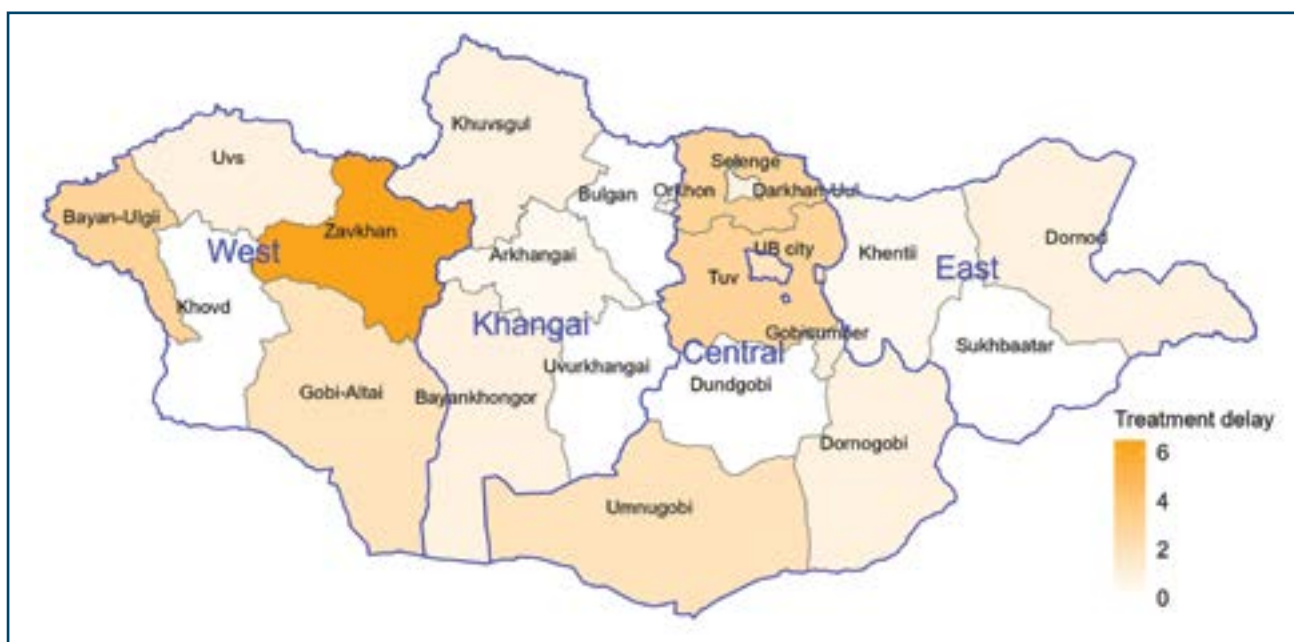 Khuvsgul
Uvs
Selenge
Bulgan
Orkhon
Darkhan-Uul
Bayan-Ulgii
Zavkhan
West
Arkhangai
UB city
Khentii
Dornod
East
Tuv
Khovd
Khangai
Gobisumber
Central
Sukhbaatar
Uvurkhangai
Dundgobi
Gobi-Altai
Bayankhongor
Treatment delay
Dornogobi
6
4
Umnugobi
2
0